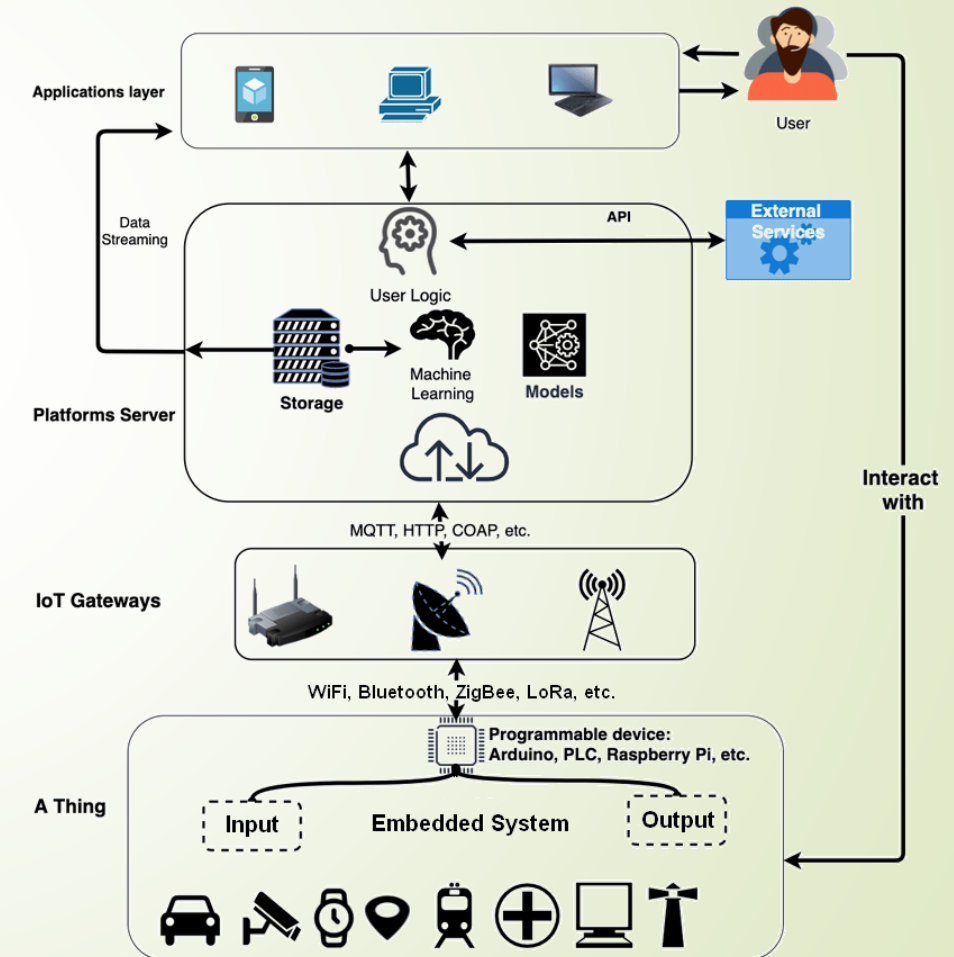 Applications layer
User
Data
Streaming
API
External
Services
User Logic
Machine
Learning
Storage
Models
Platforms Server
Interact
with
MQTT, HTTP, COAP, etc.
IoT Gateways
WiFi, Bluetooth, ZigBee, LoRa, etc.
Programmable device:
Arduino, PLC, Raspberry Pi, etc.
A Thing
Input
Embedded System
Output